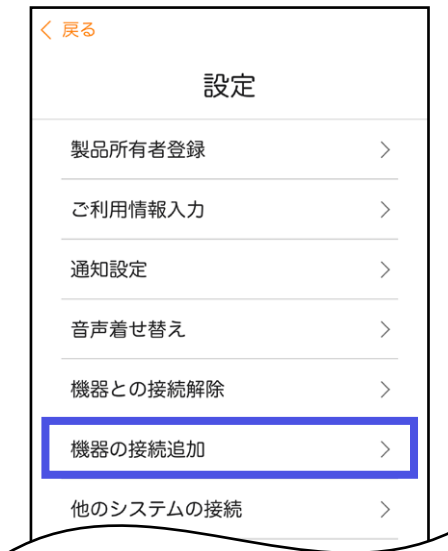 戻る
設定
製品所有者登録
ご利用情報入力
通知設定
音声着せ替え
機器との接続解除
機器の接続追加
他のシステムの接続